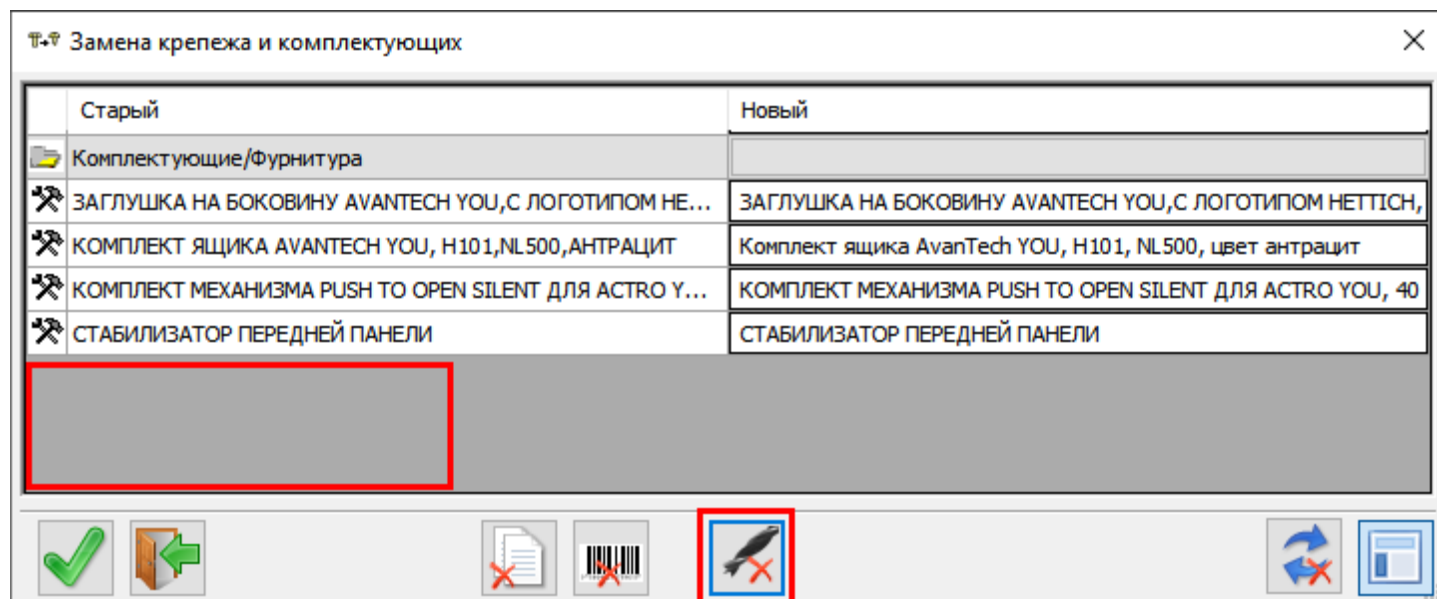 Замена крепежа и комплектующих
Старый Новый
Комплектующие/Фурнитура
ЗАГЛУШКА НА БОКОВИНУ AVANTECH YOU,С ЛОГОТИПОМ HE... ЗАГЛУШКА НА БОКОВИНУ AVANTECH YOU,С ЛОГОТИПОМ HETTICH,
КОМПЛЕКТ ЯЩИКА AVANTECH YOU, H101,NL500,АНТРАЦИТ Комплект ящика AvanTech YOU, H101, NL500, цвет антрацит
КОМПЛЕКТ МЕХАНИЗМА PUSH TO OPEN SILENT ДЛЯ ACTRO Y... КОМПЛЕКТ МЕХАНИЗМА PUSH TO OPEN SILENT ДЛЯ ACTRO YOU, 40
СТАБИЛИЗАТОР ПЕРЕДНЕЙ ПАНЕЛИ СТАБИЛИЗАТОР ПЕРЕДНЕЙ ПАНЕЛИ